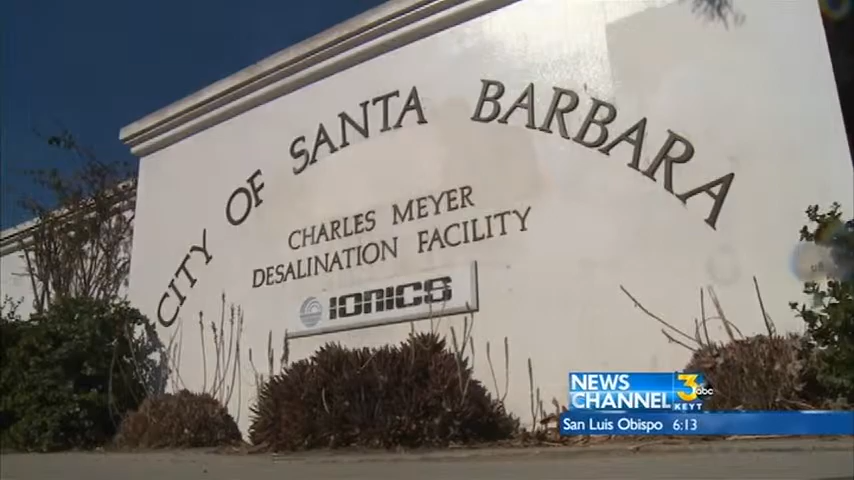 CITY OF SANTA BARBARA
CHARLES MEYER
DESALINATION FACILITY
IONICS
NEWS
CHANNEL 3 abc
KEYT
San Luis Obispo 6:13